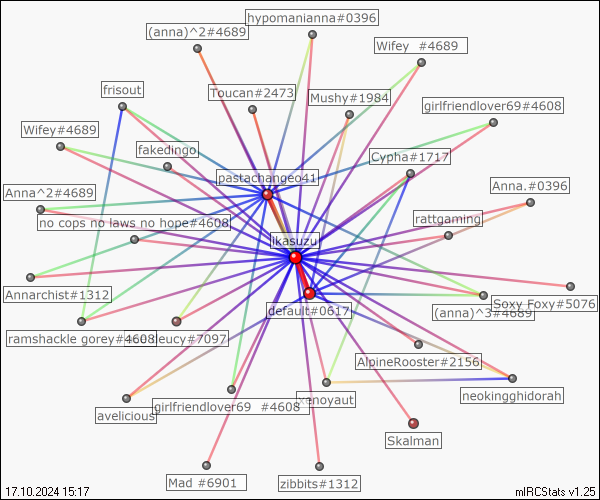 hypomanianna#0396
(anna)^2#4689
Wifey  #4689
frisout
Toucan#2473
Mushy#1984
girlfriendlover69#4608
Wifey#4689
fakedingo
Cypha#1717
pastachangeo41
Anna.#0396
Anna^2#4689
no cops no laws no hope#4608
rattgaming
lkasuzu
Annarchist#1312
Soxy Foxy#5076
default#0617
(anna)^3#4689
ramshackle gorey#4608
leucy#7097
AlpineRooster#2156
neokingghidorah
xenoyaut
girlfriendlover69  #4608
avelicious
Skalman
Mad  #6901
zibbits#1312
17.10.2024 15:17
mIRCStats v1.25